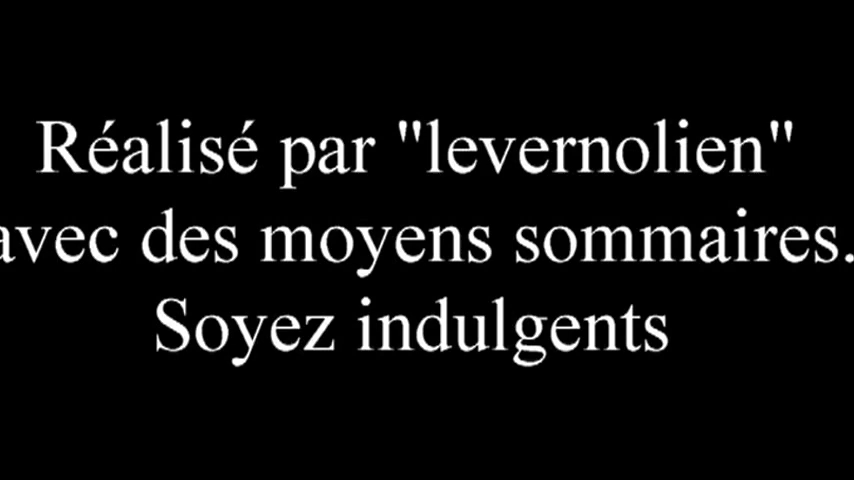 Réalisé par "levernolien"
avec des moyens sommaires.
Soyez indulgents